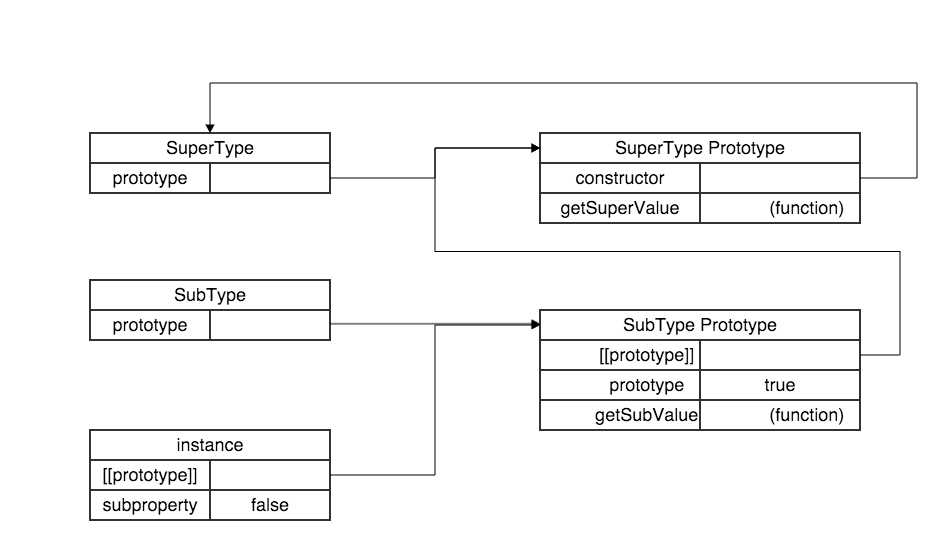 SuperType
prototype
SuperType Prototype
constructor
getSuperValue (function)
SubType
prototype
SubType Prototype
[[prototype]]
prototype true
getSubValue (function)
instance
[[prototype]]
subproperty false